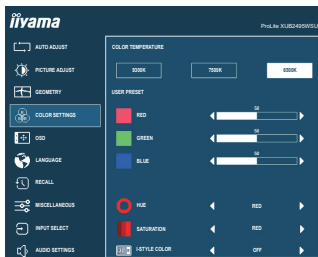 iiyama
ProLite XUB2495WSU
AUTO ADJUST
PICTURE ADJUST
GEOMETRY
COLOR SETTINGS
OSD
LANGUAGE
RECALL
MISCELLANEOUS
INPUT SELECT
AUDIO SETTINGS
COLOR TEMPERATURE
9300K 7500K 6500K
USER PRESET
RED 50
GREEN 50
BLUE 50
HUE RED
SATURATION RED
I-STYLE COLOR OFF